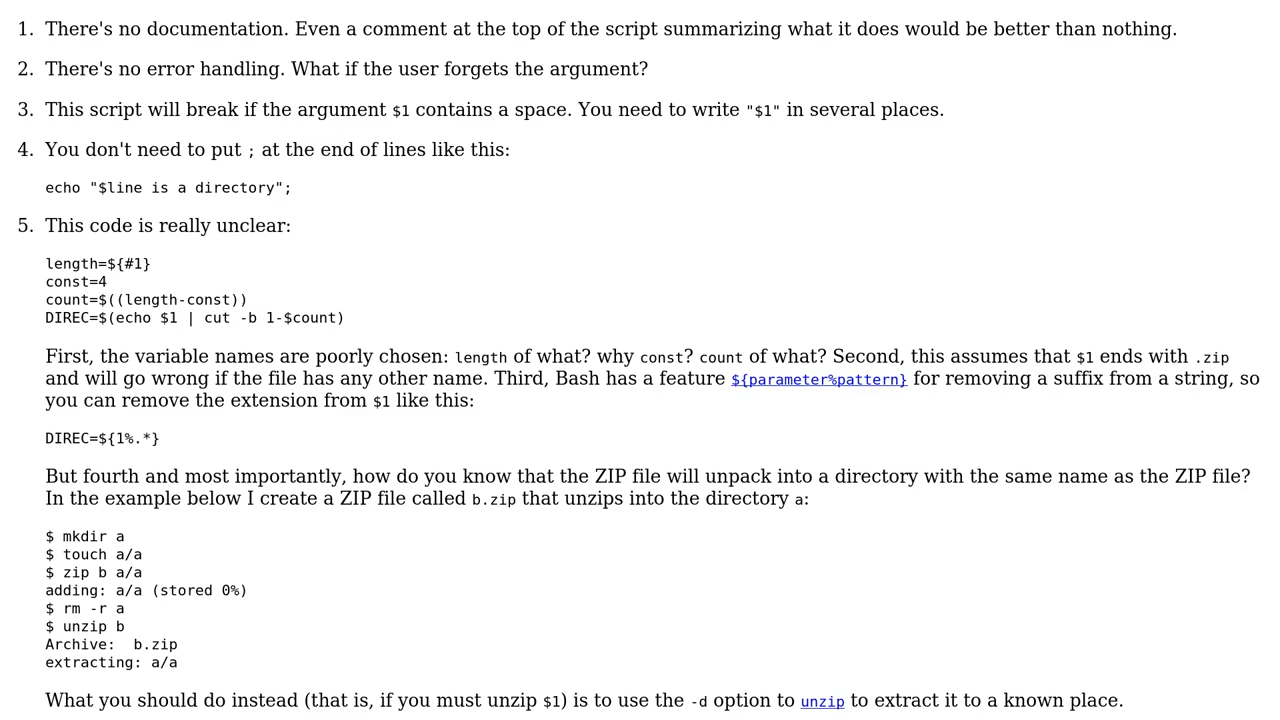 1. There's no documentation. Even a comment at the top of the script summarizing what it does would be better than nothing.
2. There's no error handling. What if the user forgets the argument?
3. This script will break if the argument $1 contains a space. You need to write "$1" in several places.
4. You don't need to put ; at the end of lines like this:
echo "$line is a directory";
5. This code is really unclear:
length=${#1}
const=4
count=$((length-const))
DIREC=$(echo $1 | cut -b 1-$count)
First, the variable names are poorly chosen: length of what? why const? count of what? Second, this assumes that $1 ends with .zip
and will go wrong if the file has any other name. Third, Bash has a feature ${parameter%pattern} for removing a suffix from a string, so
you can remove the extension from $1 like this:
DIREC=${1%.*}
But fourth and most importantly, how do you know that the ZIP file will unpack into a directory with the same name as the ZIP file?
In the example below I create a ZIP file called b.zip that unzips into the directory a:
$ mkdir a
$ touch a/a
$ zip b a/a
adding: a/a (stored 0%)
$ rm -r a
$ unzip b
Archive:  b.zip
extracting: a/a
What you should do instead (that is, if you must unzip $1) is to use the -d option to unzip to extract it to a known place.